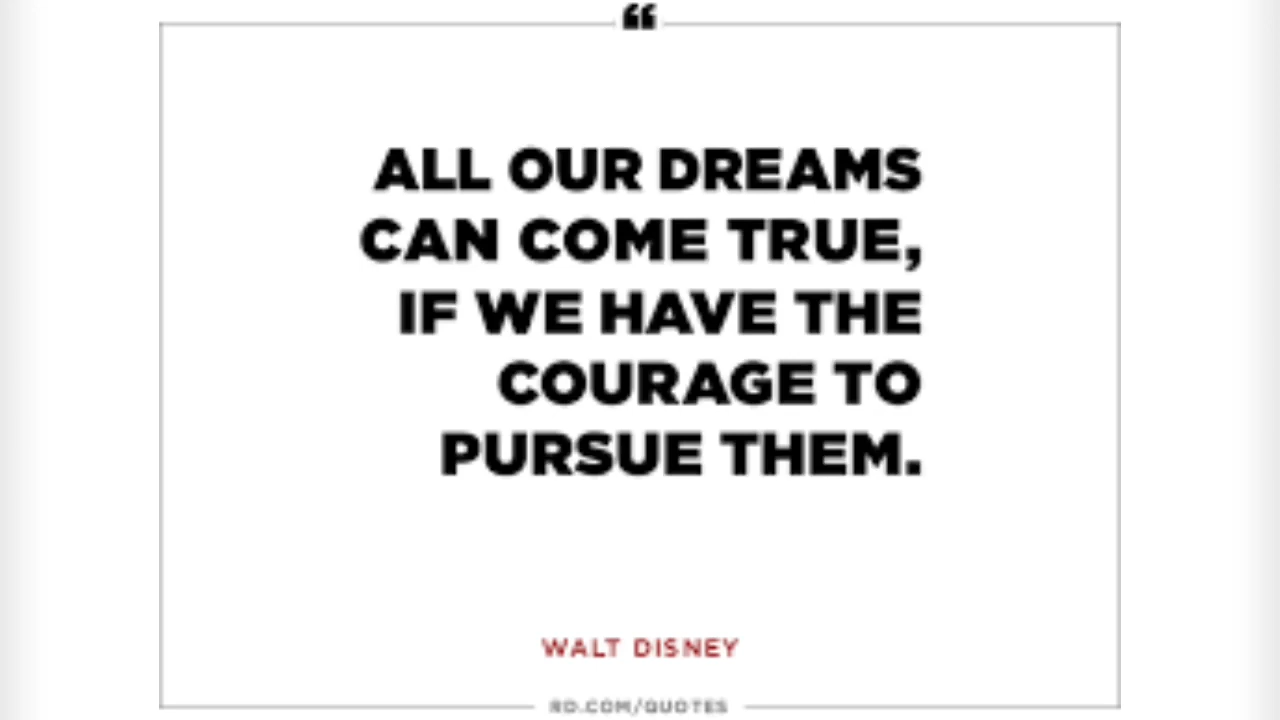 “
ALL OUR DREAMS
CAN COME TRUE,
IF WE HAVE THE
COURAGE TO
PURSUE THEM.
WALT DISNEY
RD.COM/QUOTES